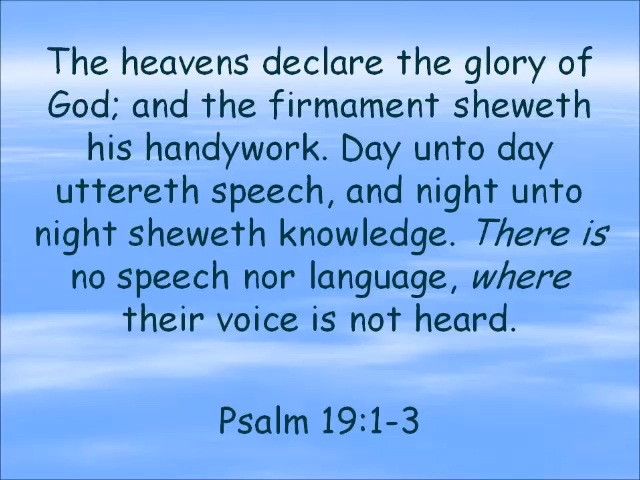 The heavens declare the glory of
God; and the firmament sheweth
his handywork. Day unto day
uttereth speech, and night unto
night sheweth knowledge. There is
no speech nor language, where
their voice is not heard.
Psalm 19:1-3